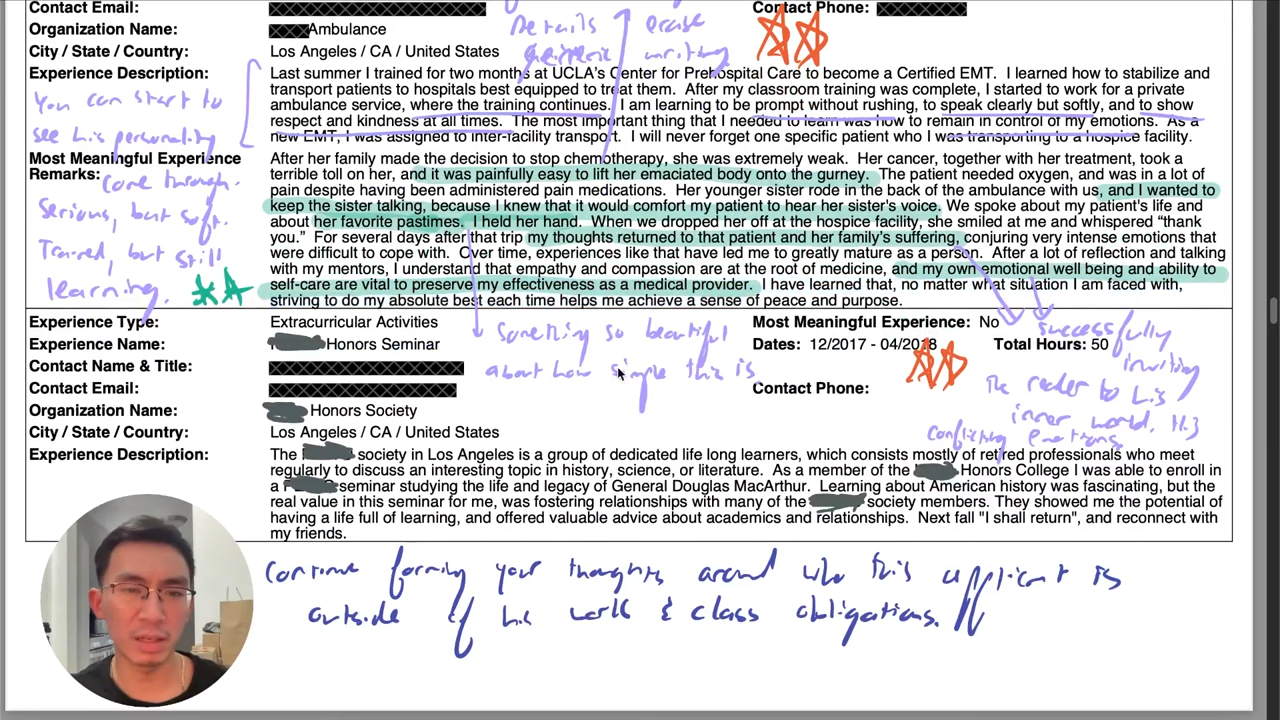 Contact Email:
Contact Phone:
Details erase
generic writing
Organization Name: Ambulance
City / State / Country: Los Angeles / CA / United States
Experience Description: Last summer I trained for two months at UCLA's Center for PreHospital Care to become a Certified EMT. I learned how to stabilize and
transport patients to hospitals best equipped to treat them. After my classroom training was complete, I started to work for a private
ambulance service, where the training continues. I am learning to be prompt without rushing, to speak clearly but softly, and to show
respect and kindness at all times. The most important thing that I needed to learn was how to remain in control of my emotions. As a
new EMT, I was assigned to inter-facility transport. I will never forget one specific patient who I was transporting to a hospice facility.
You can start to
see his personality
come through.
Serious, but soft.
Trained, but still
learning.
Most Meaningful Experience
Remarks:
After her family made the decision to stop chemotherapy, she was extremely weak. Her cancer, together with her treatment, took a
terrible toll on her, and it was painfully easy to lift her emaciated body onto the gurney. The patient needed oxygen, and was in a lot of
pain despite having been administered pain medications. Her younger sister rode in the back of the ambulance with us, and I wanted to
keep the sister talking, because I knew that it would comfort my patient to hear her sister's voice. We spoke about my patient's life and
about her favorite pastimes. I held her hand. When we dropped her off at the hospice facility, she smiled at me and whispered "thank
you." For several days after that trip my thoughts returned to that patient and her family's suffering, conjuring very intense emotions that
were difficult to cope with. Over time, experiences like that have led me to greatly mature as a person. After a lot of reflection and talking
with my mentors, I understand that empathy and compassion are at the root of medicine, and my own emotional well being and ability to
self-care are vital to preserve my effectiveness as a medical provider. I have learned that, no matter what situation I am faced with,
striving to do my absolute best each time helps me achieve a sense of peace and purpose.
Experience Type: Extracurricular Activities
Most Meaningful Experience: No
Experience Name: Honors Seminar
Dates: 12/2017 - 04/2018
Total Hours: 50
Something so beautiful
about how simple this is
successfully
inviting
the reader to his
inner world. His
conflicting emotions
Contact Name & Title:
Contact Email:
Contact Phone:
Organization Name: Honors Society
City / State / Country: Los Angeles / CA / United States
Experience Description: The society in Los Angeles is a group of dedicated life long learners, which consists mostly of retired professionals who meet
regularly to discuss an interesting topic in history, science, or literature. As a member of the Honors College I was able to enroll in
a seminar studying the life and legacy of General Douglas MacArthur. Learning about American history was fascinating, but the
real value in this seminar for me, was fostering relationships with many of the society members. They showed me the potential of
having a life full of learning, and offered valuable advice about academics and relationships. Next fall "I shall return", and reconnect with
my friends.
continue forming your thoughts around who this applicant is
outside of his work & class obligations.